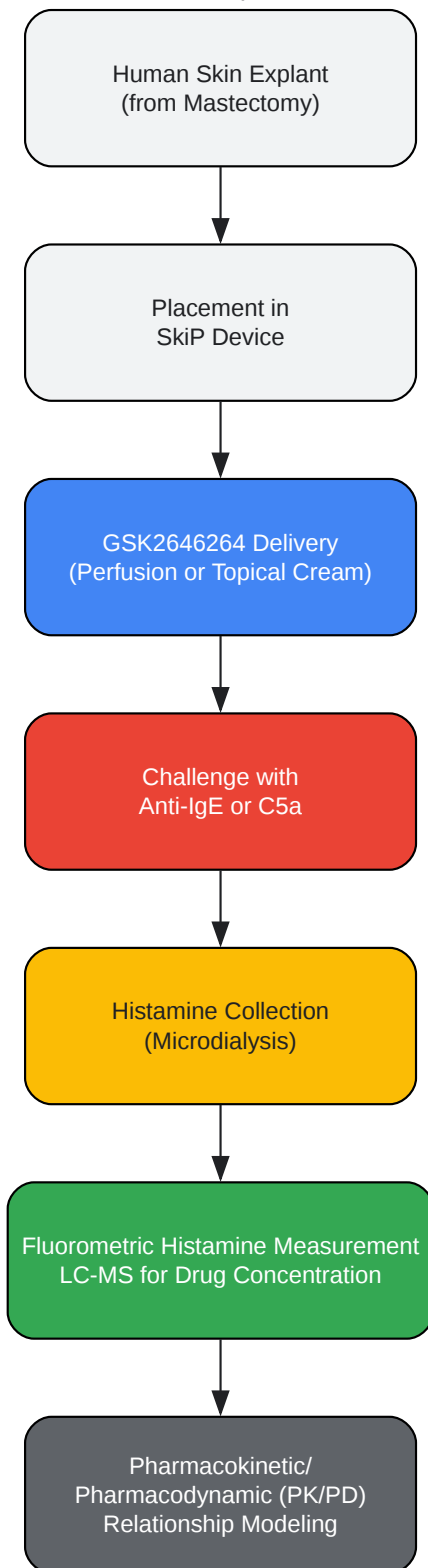 Human Skin Explant
(from Mastectomy)
Placement in
SkiP Device
GSK2646264 Delivery
(Perfusion or Topical Cream)
Challenge with
Anti-IgE or C5a
Histamine Collection
(Microdialysis)
Fluorometric Histamine Measurement
LC-MS for Drug Concentration
Pharmacokinetic/
Pharmacodynamic (PK/PD)
Relationship Modeling